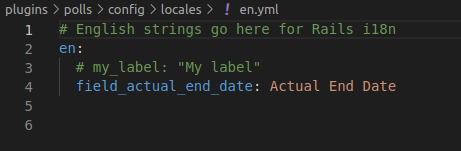 plugins > polls > config > locales > ! en.yml
1 # English strings go here for Rails i18n
2 en:
3 # my_label: "My label"
4 field_actual_end_date: Actual End Date
5
6